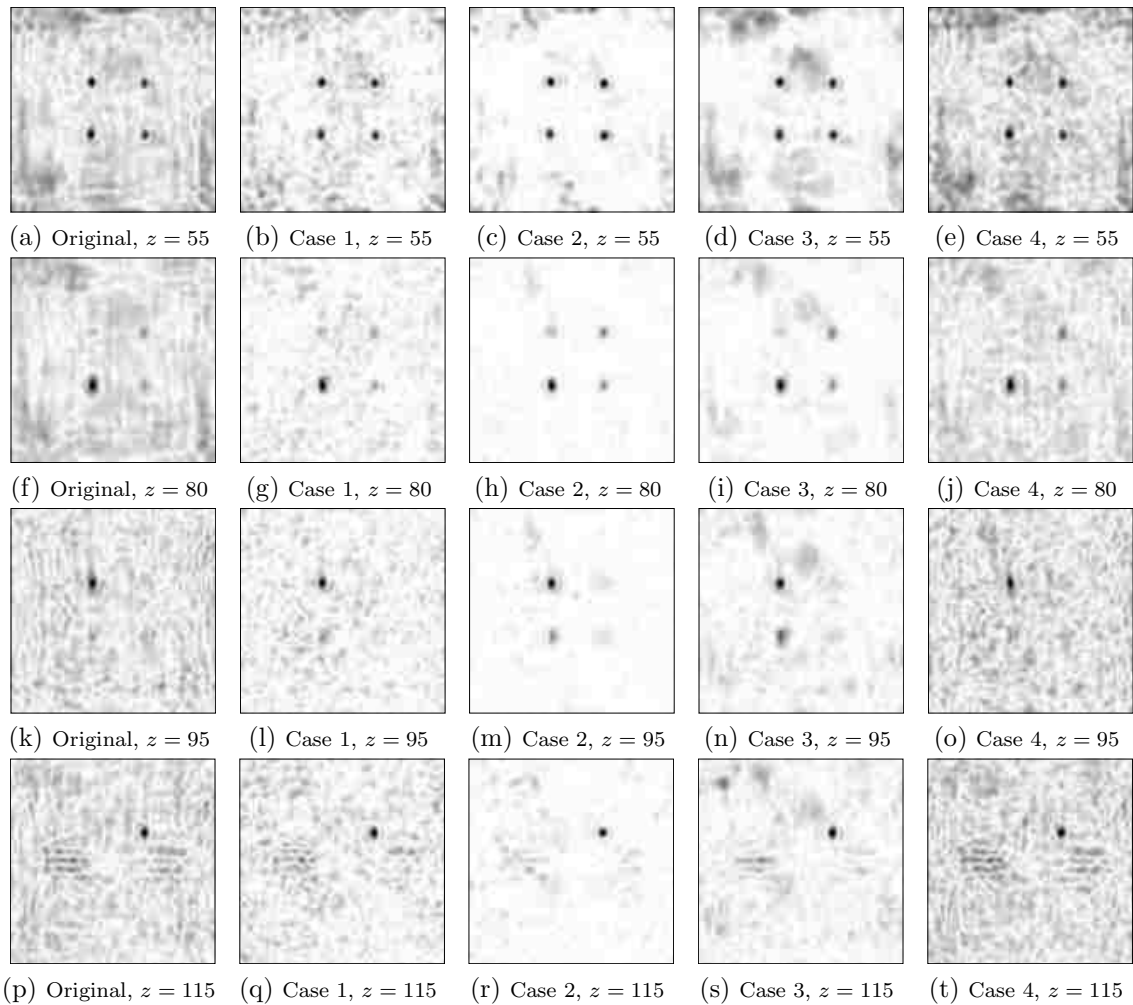 (a) Original, z = 55
(b) Case 1, z = 55
(c) Case 2, z = 55
(d) Case 3, z = 55
(e) Case 4, z = 55
(f) Original, z = 80
(g) Case 1, z = 80
(h) Case 2, z = 80
(i) Case 3, z = 80
(j) Case 4, z = 80
(k) Original, z = 95
(l) Case 1, z = 95
(m) Case 2, z = 95
(n) Case 3, z = 95
(o) Case 4, z = 95
(p) Original, z = 115
(q) Case 1, z = 115
(r) Case 2, z = 115
(s) Case 3, z = 115
(t) Case 4, z = 115